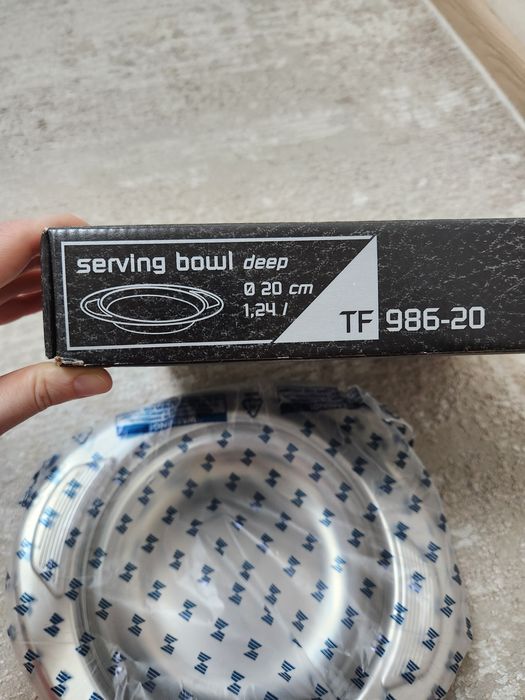 serving bowl deep
Ø 20 cm
1,24 l
TF 986-20